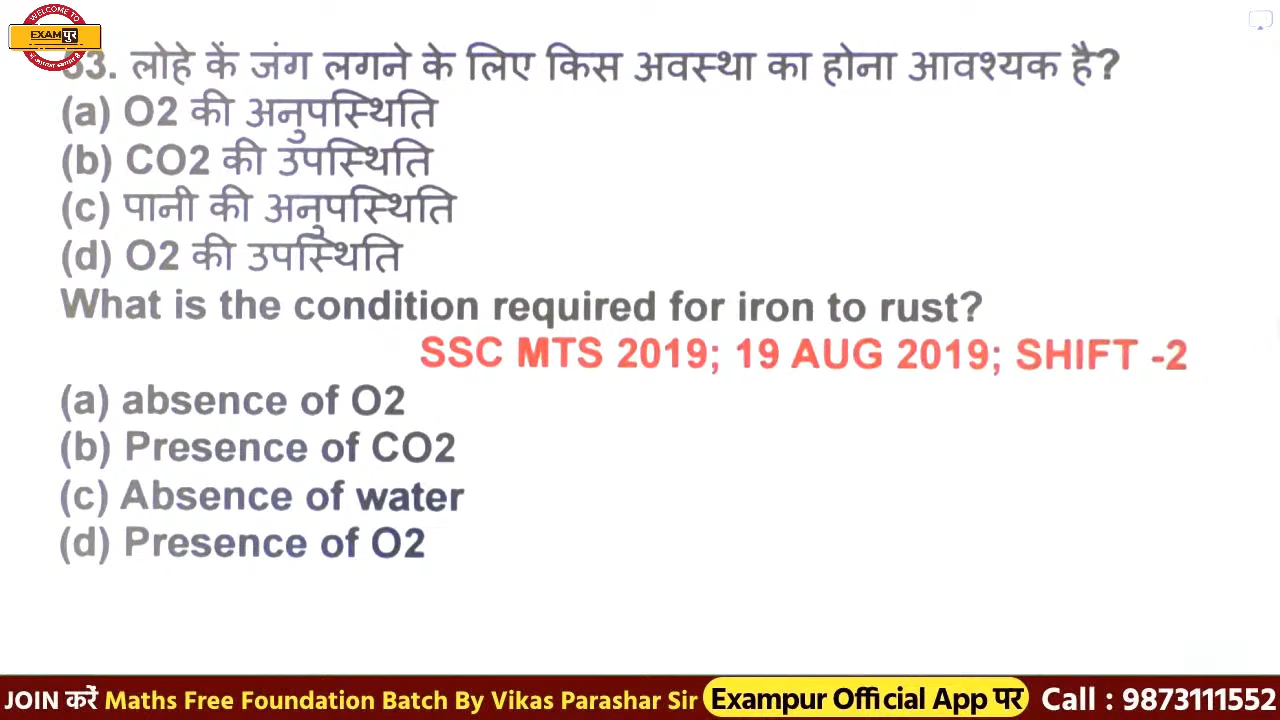 WELCOME TO
EXAMपुर
63. लोहे कें जंग लगने के लिए किस अवस्था का होना आवश्यक है?
(a) O2 की अनुपस्थिति
(b) CO2 की उपस्थिति
(c) पानी की अनुपस्थिति
(d) O2 की उपस्थिति
What is the condition required for iron to rust?
SSC MTS 2019; 19 AUG 2019; SHIFT -2
(a) absence of O2
(b) Presence of CO2
(c) Absence of water
(d) Presence of O2
JOIN करें Maths Free Foundation Batch By Vikas Parashar Sir Exampur Official App पर Call : 9873111552